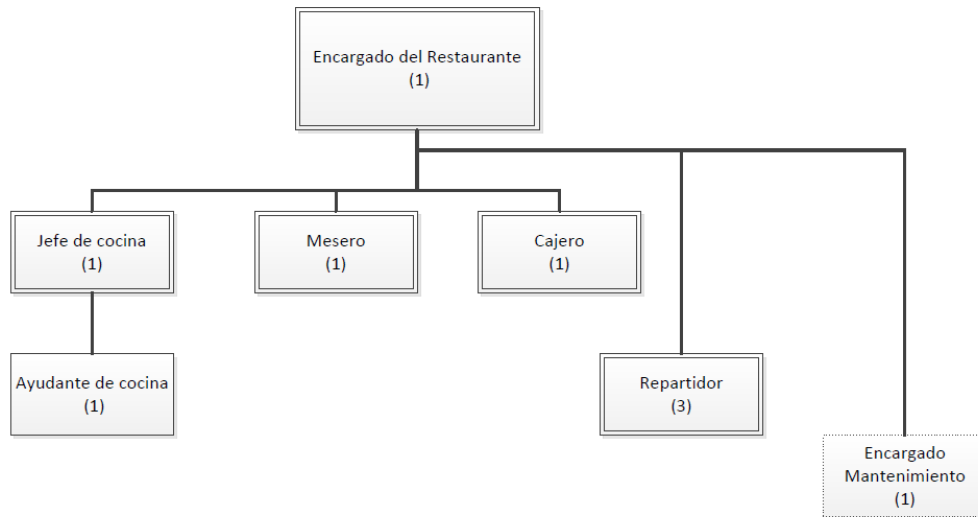 Encargado del Restaurante
(1)
Jefe de cocina
(1)
Mesero
(1)
Cajero
(1)
Ayudante de cocina
(1)
Repartidor
(3)
Encargado
Mantenimiento
(1)